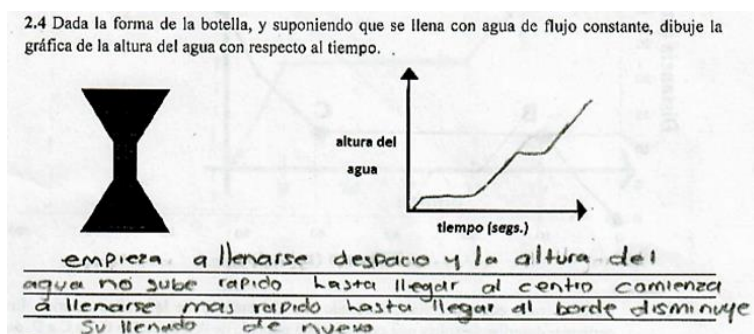 2.4 Dada la forma de la botella, y suponiendo que se llena con agua de flujo constante, dibuje la
gráfica de la altura del agua con respecto al tiempo.
altura del
agua
tiempo (segs.)
empieza a llenarse despacio y la altura del
agua no sube rapido hasta llegar al centro comienza
a llenarse mas rapido hasta llegar al borde disminuye
su llenado de nuevo